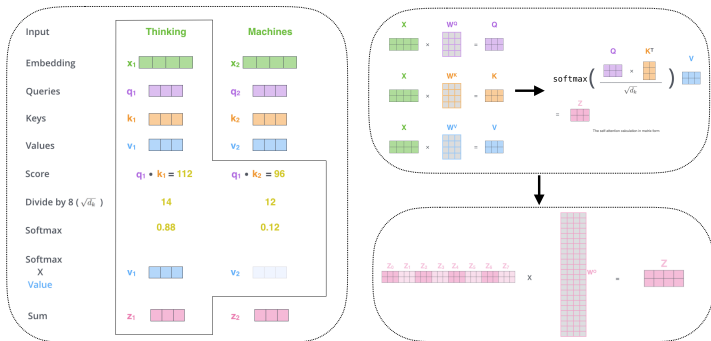 Input Thinking Machines
Embedding x1 x2
Queries q1 q2
Keys k1 k2
Values v1 v2
Score q1 • k1 = 112 q1 • k2 = 96
Divide by 8 ( √dk ) 14 12
Softmax 0.88 0.12
Softmax
X
Value v1 v2
Sum z1 z2
X WQ Q
× =
X WK K
× =
X WV V
× =
softmax( Q × KT / √dk ) V
= Z
The self-attention calculation in matrix form
Z0 Z1 Z2 Z3 Z4 Z5 Z6 Z7
X WO = Z